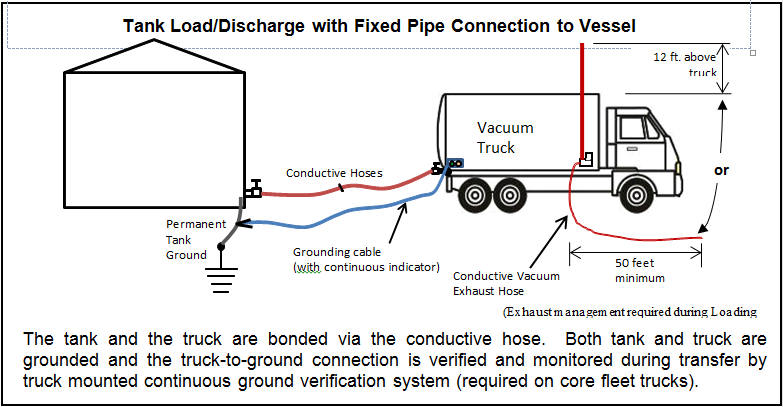 Tank Load/Discharge with Fixed Pipe Connection to Vessel
12 ft. above
truck
Vacuum
Truck
or
Conductive Hoses
Permanent
Tank
Ground
Grounding cable
(with continuous indicator)
Conductive Vacuum
Exhaust Hose
50 feet
minimum
(Exhaust management required during Loading
The tank and the truck are bonded via the conductive hose.  Both tank and truck are
grounded and the truck-to-ground connection is verified and monitored during transfer by
truck mounted continuous ground verification system (required on core fleet trucks).